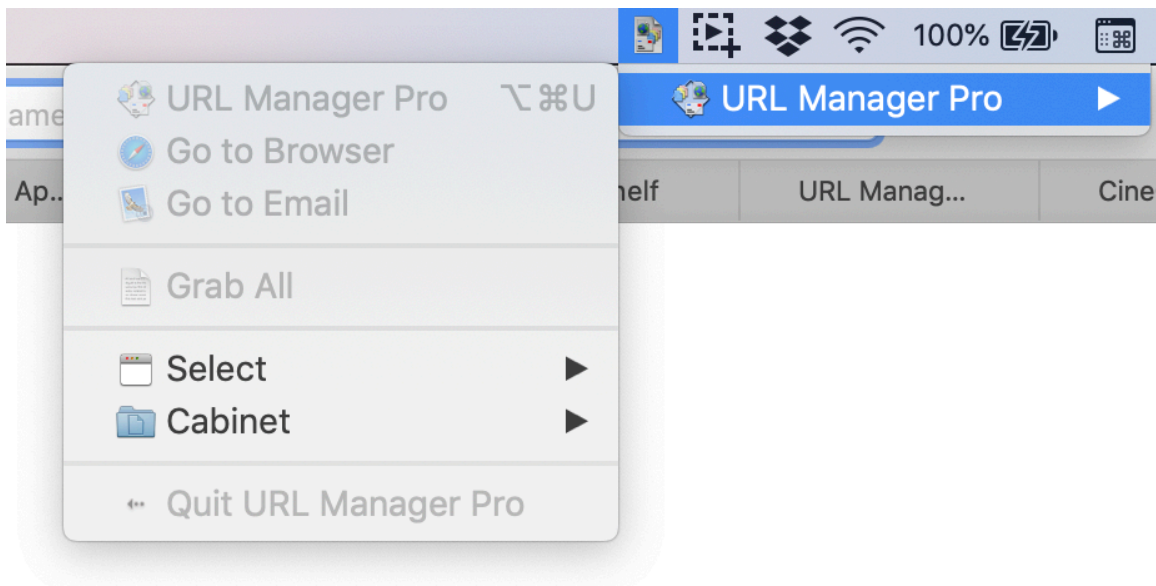 100%
URL Manager Pro ⌥⌘U
URL Manager Pro
ame
Go to Browser
Go to Email
Ap...
helf
URL Manag...
Cine
Grab All
Select
Cabinet
Quit URL Manager Pro